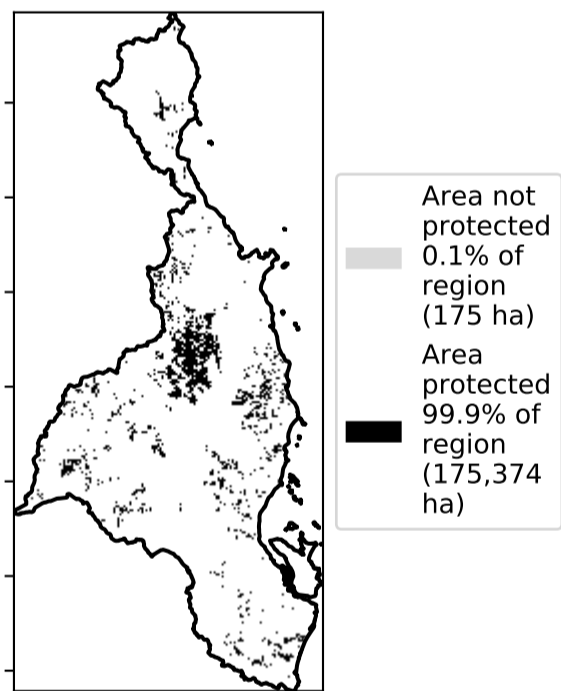 Area not
protected
0.1% of
region
(175 ha)
Area
protected
99.9% of
region
(175,374
ha)